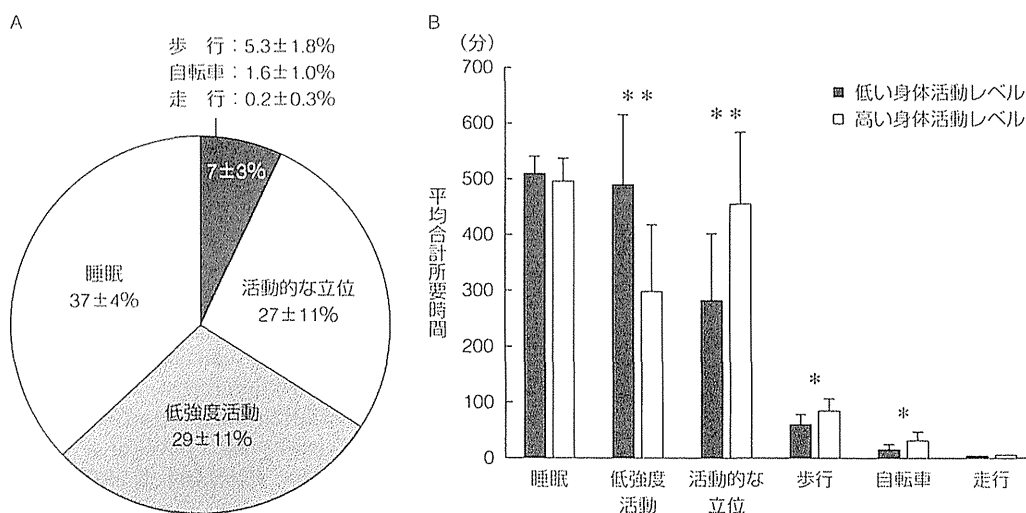 A
歩 行：5.3±1.8%
自転車：1.6±1.0%
走 行：0.2±0.3%
7±3%
睡眠
37±4%
活動的な立位
27±11%
低強度活動
29±11%
B
(分)
700
600
500
400
300
200
100
0
平均合計所要時間
＊＊
＊＊
＊
＊
■ 低い身体活動レベル
□ 高い身体活動レベル
睡眠
低強度
活動
活動的な
立位
歩行
自転車
走行